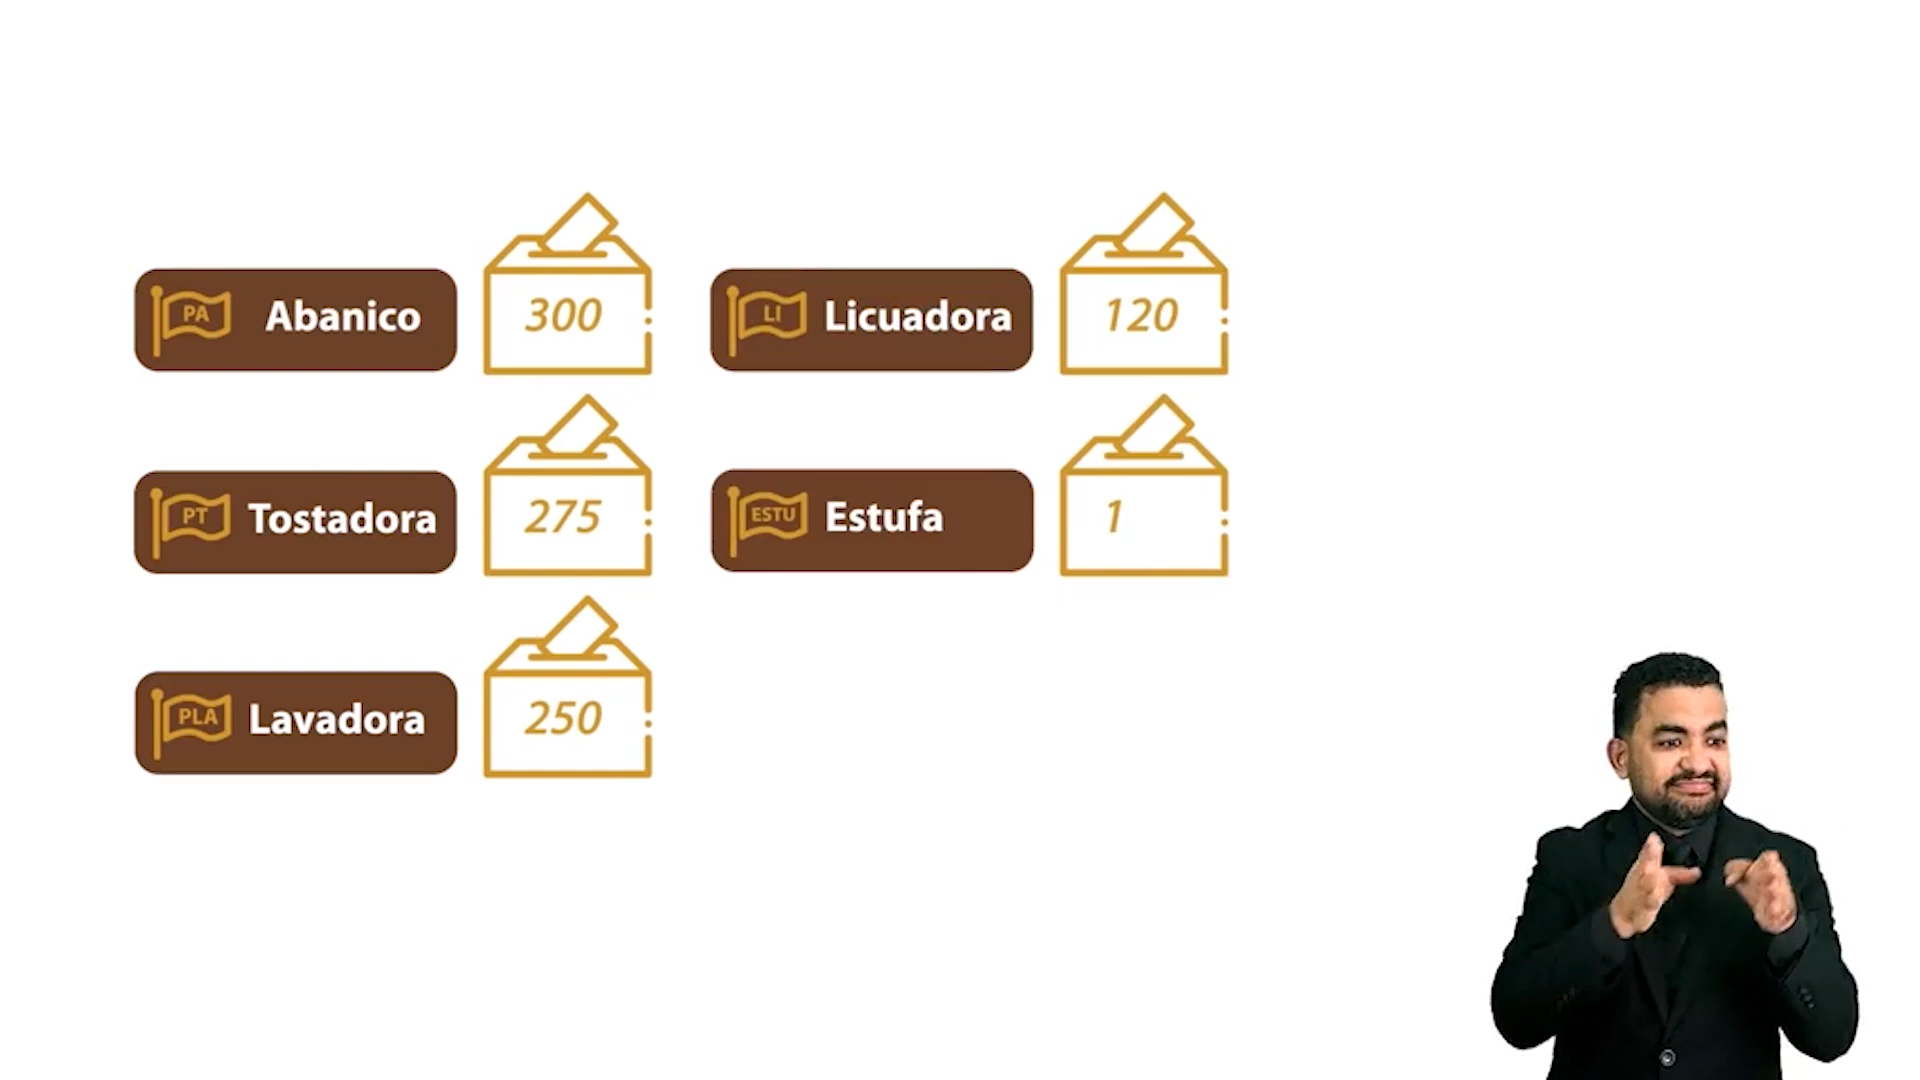 PA Abanico 300
LI Licuadora 120
PT Tostadora 275
ESTU Estufa 1
PLA Lavadora 250